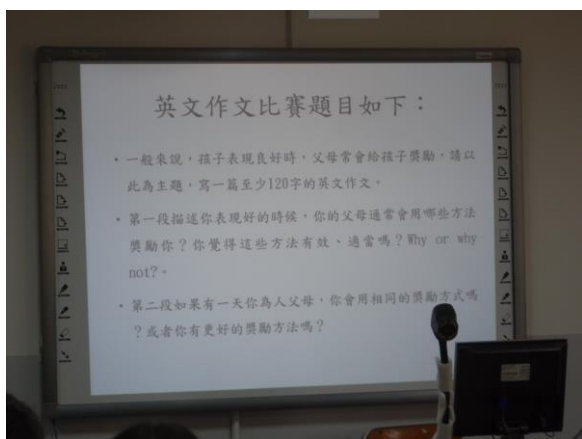 英文作文比賽題目如下：
・一般來說，孩子表現良好時，父母常會給孩子獎勵，請以
此為主題，寫一篇至少120字的英文作文。
・第一段描述你表現好的時候，你的父母通常會用哪些方法
獎勵你？你覺得這些方法有效、適當嗎？Why or why
not?。
・第二段如果有一天你為人父母，你會用相同的獎勵方式嗎
？或者你有更好的獎勵方法嗎？